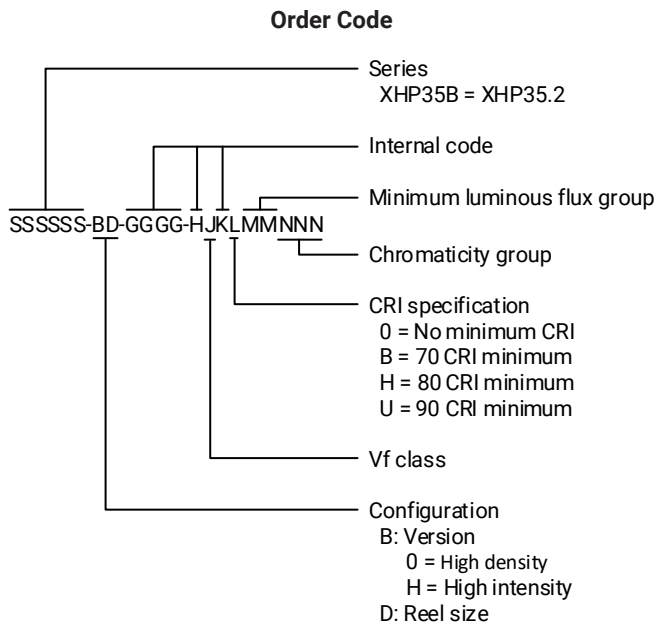 Order Code
Series
XHP35B = XHP35.2
Internal code
Minimum luminous flux group
SSSSSS-BD-GGGG-HJKLMMNNN
Chromaticity group
CRI specification
0 = No minimum CRI
B = 70 CRI minimum
H = 80 CRI minimum
U = 90 CRI minimum
Vf class
Configuration
B: Version
0 = High density
H = High intensity
D: Reel size